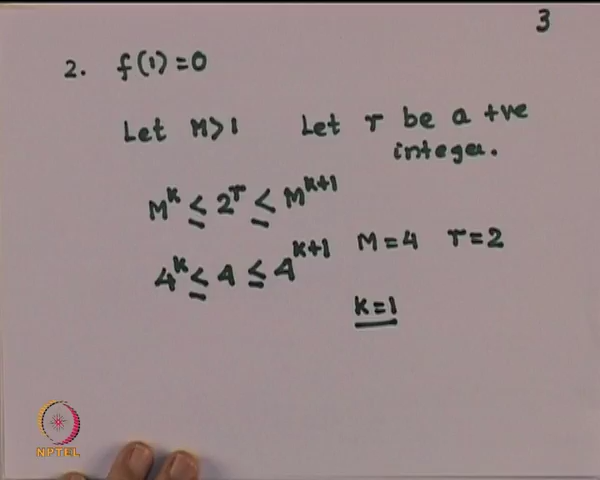 3
2. f(1)=0
Let M>1 Let r be a +ve
integer.
M^k ≤ 2^r ≤ M^{k+1}
4^k ≤ 4 ≤ 4^{k+1} M=4 r=2
k=1
NPTEL